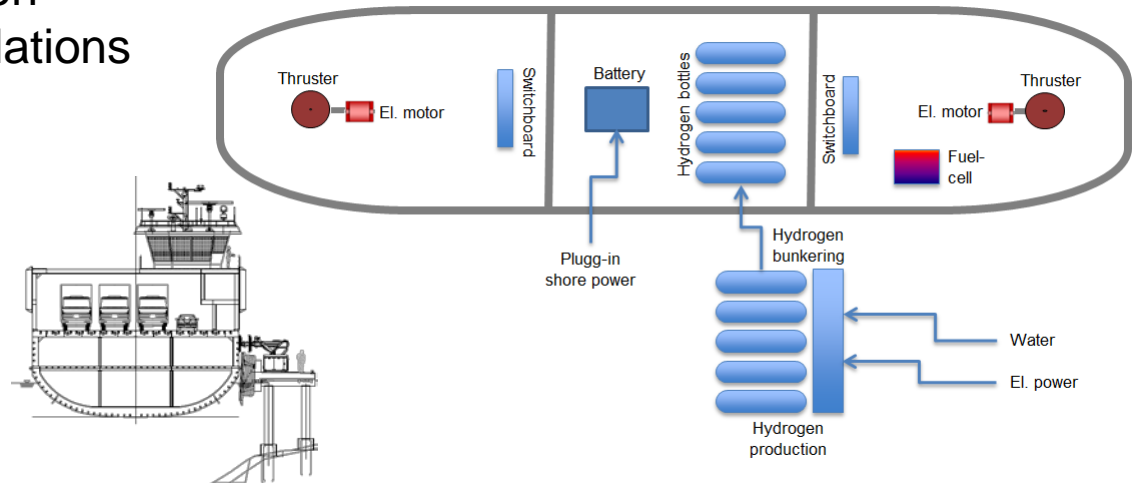 lations
Thruster
El. motor
Switchboard
Battery
Hydrogen bottles
Switchboard
Thruster
El. motor
Fuel-
cell
Plugg-in
shore power
Hydrogen
bunkering
Water
El. power
Hydrogen
production